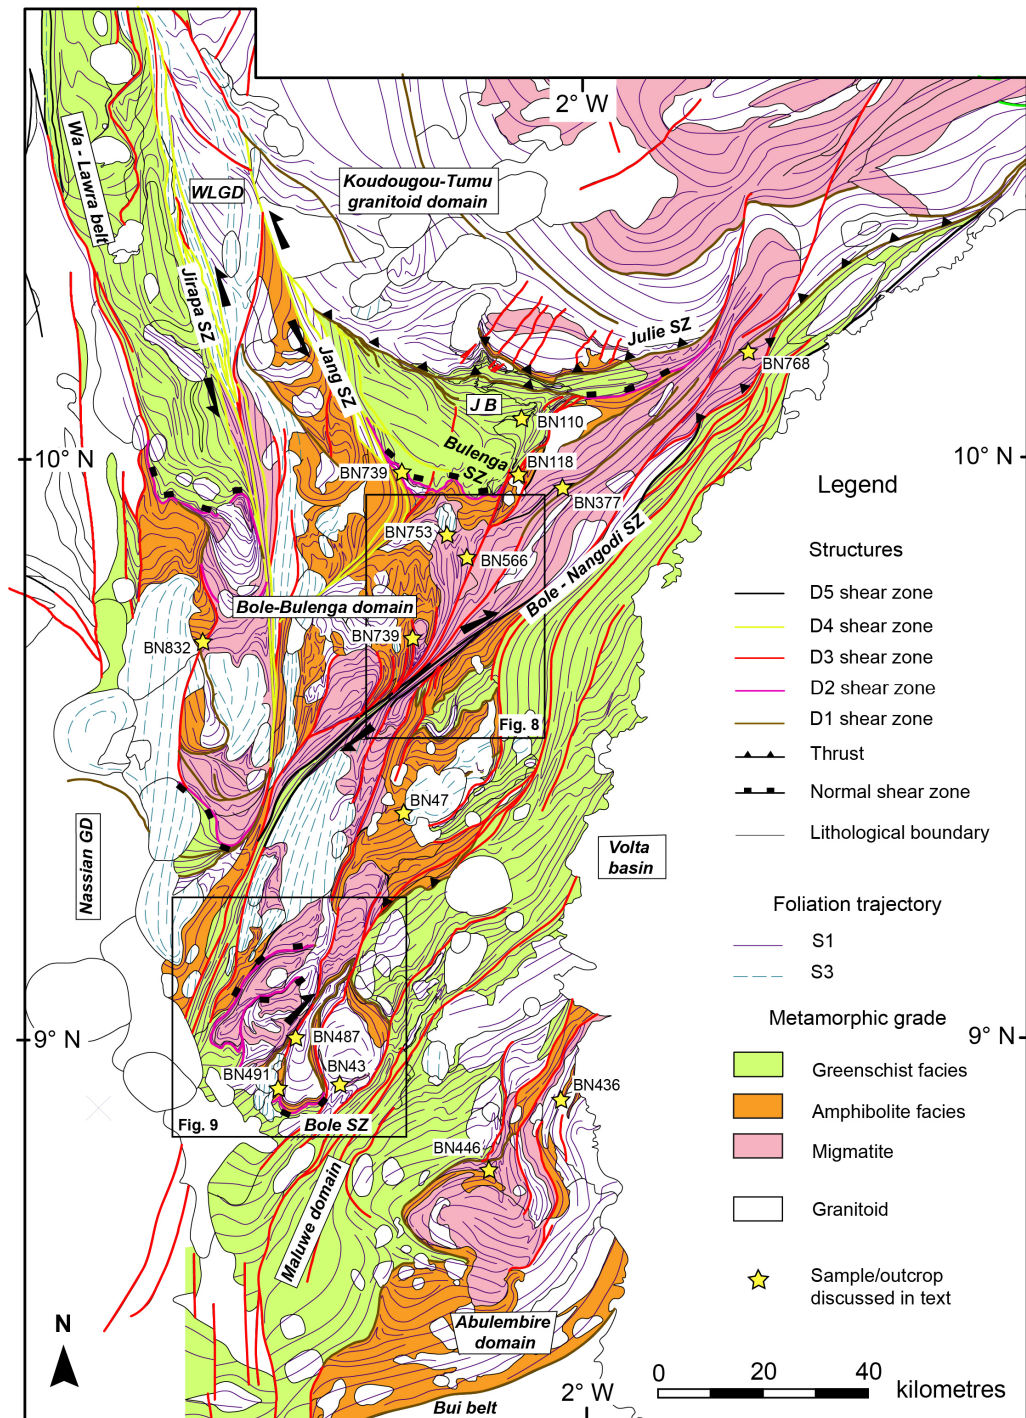 2° W
Wa - Lawra belt
WLGD
Koudougou-Tumu
granitoid domain
Jirapa SZ
Jang SZ
Julie SZ
BN768
J B
BN110
Bulenga
SZ
BN118
BN739
BN377
10° N
10° N
BN753
BN566
Bole - Nangodi SZ
Bole-Bulenga domain
BN739
BN832
Fig. 8
BN47
Nassian GD
Volta
basin
9° N
9° N
BN487
BN491
BN43
Fig. 9
Bole SZ
BN436
BN446
Maluwe domain
Abulembire
domain
Bui belt
2° W
N
Legend
Structures
D5 shear zone
D4 shear zone
D3 shear zone
D2 shear zone
D1 shear zone
Thrust
Normal shear zone
Lithological boundary
Foliation trajectory
S1
S3
Metamorphic grade
Greenschist facies
Amphibolite facies
Migmatite
Granitoid
Sample/outcrop
discussed in text
0 20 40
kilometres